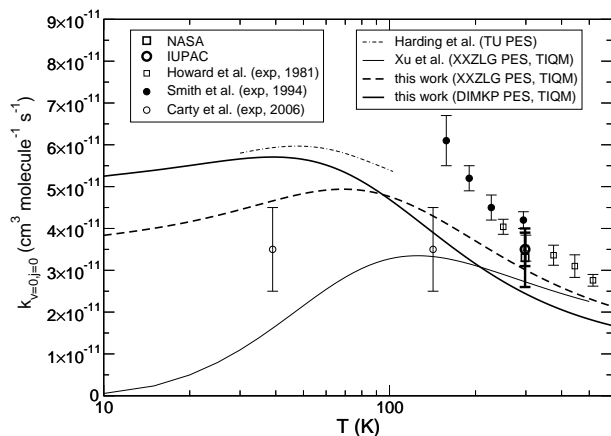 9×10⁻¹¹
8×10⁻¹¹
7×10⁻¹¹
6×10⁻¹¹
5×10⁻¹¹
4×10⁻¹¹
3×10⁻¹¹
2×10⁻¹¹
1×10⁻¹¹
0
k_{v=0,j=0} (cm³ molecule⁻¹ s⁻¹)
NASA
IUPAC
Howard et al. (exp, 1981)
Smith et al. (exp, 1994)
Carty et al. (exp, 2006)
Harding et al. (TU PES)
Xu et al. (XXZLG PES, TIQM)
this work (XXZLG PES, TIQM)
this work (DIMKP PES, TIQM)
10 100
T (K)